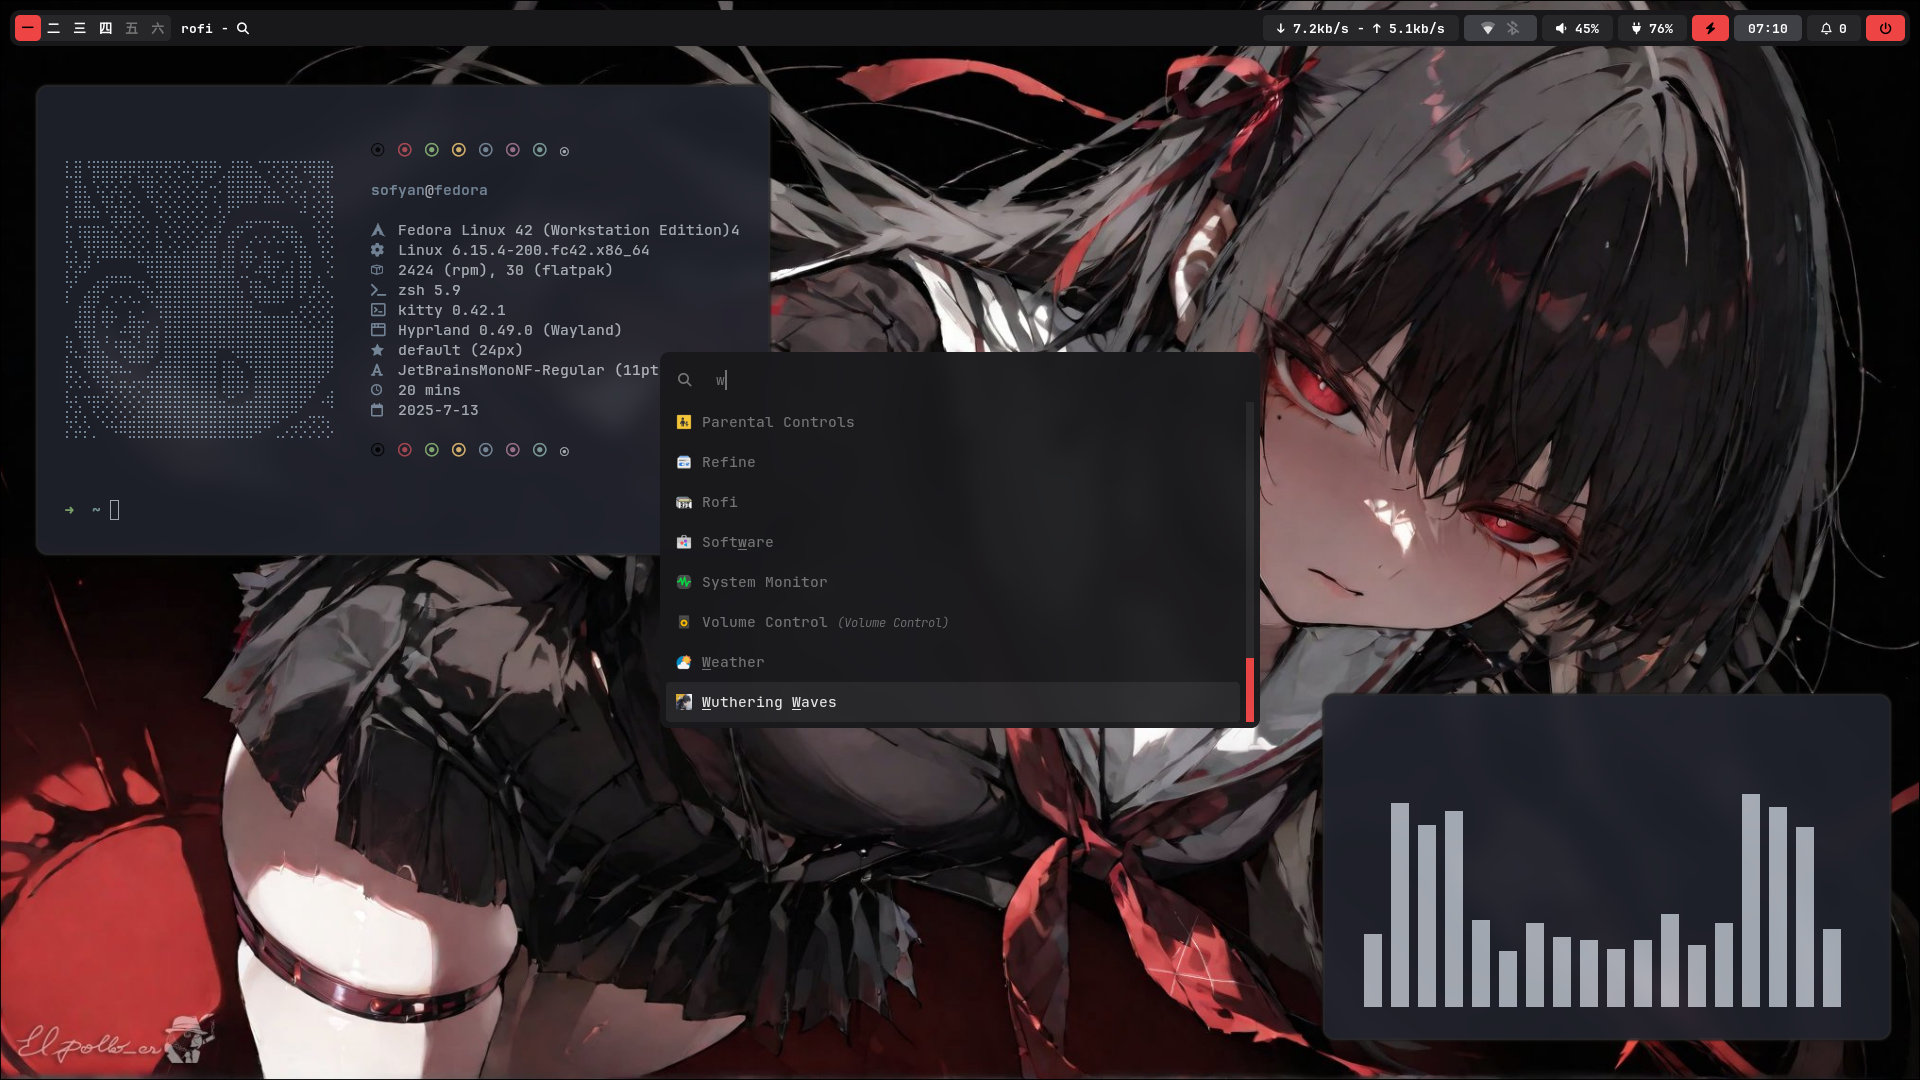 一 二 三 四 五 六 rofi -
↓ 7.2kb/s - ↑ 5.1kb/s 45% 76% 07:10 0
sofyan@fedora
Fedora Linux 42 (Workstation Edition)4
Linux 6.15.4-200.fc42.x86_64
2424 (rpm), 30 (flatpak)
zsh 5.9
kitty 0.42.1
Hyprland 0.49.0 (Wayland)
default (24px)
JetBrainsMonoNF-Regular (11pt
20 mins
2025-7-13
→ ~
w
Parental Controls
Refine
Rofi
Software
System Monitor
Volume Control (Volume Control)
Weather
Wuthering Waves
El pollo_er